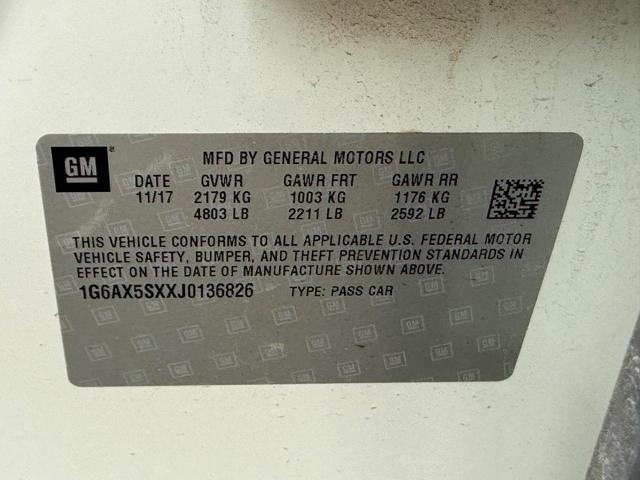 GM
MFD BY GENERAL MOTORS LLC
DATE GVWR GAWR FRT GAWR RR
11/17 2179 KG 1003 KG 1176 KG
4803 LB 2211 LB 2592 LB
THIS VEHICLE CONFORMS TO ALL APPLICABLE U.S. FEDERAL MOTOR
VEHICLE SAFETY, BUMPER, AND THEFT PREVENTION STANDARDS IN
EFFECT ON THE DATE OF MANUFACTURE SHOWN ABOVE.
1G6AX5SXXJ0136826 TYPE: PASS CAR